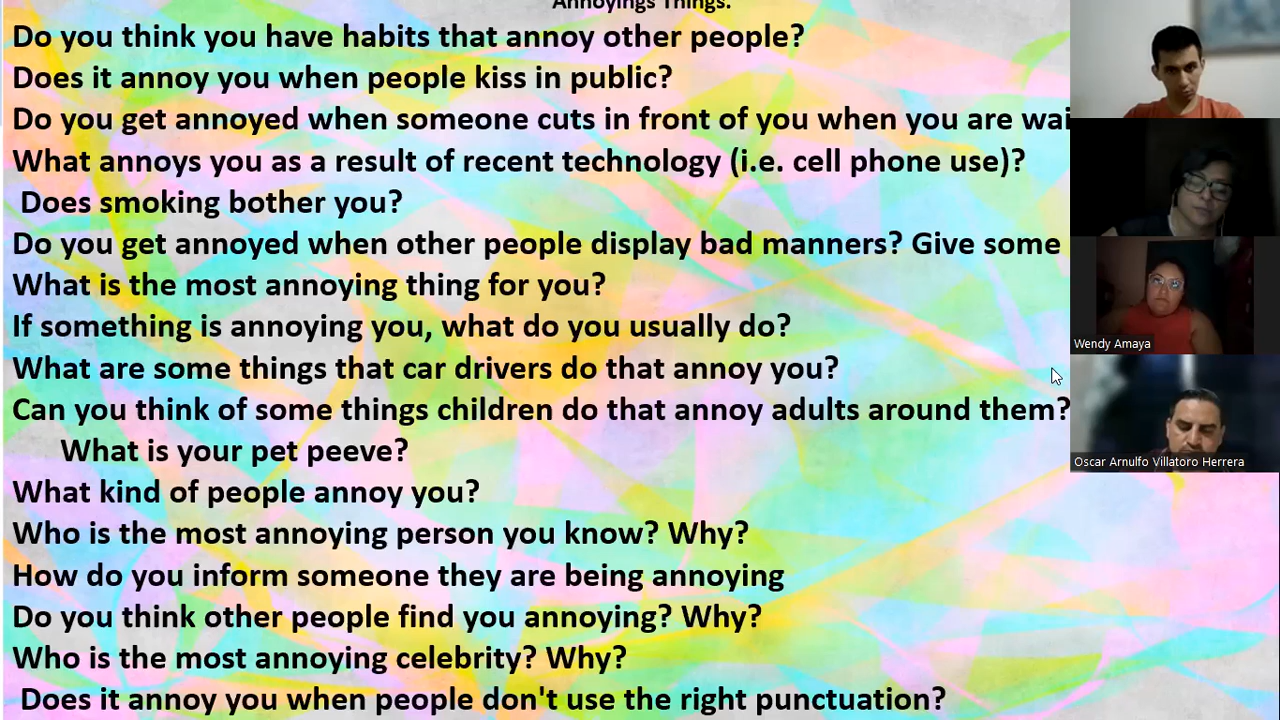 Annoyings Things.
Do you think you have habits that annoy other people?
Does it annoy you when people kiss in public?
Do you get annoyed when someone cuts in front of you when you are wai
What annoys you as a result of recent technology (i.e. cell phone use)?
Does smoking bother you?
Do you get annoyed when other people display bad manners? Give some
What is the most annoying thing for you?
If something is annoying you, what do you usually do?
What are some things that car drivers do that annoy you?
Can you think of some things children do that annoy adults around them?
What is your pet peeve?
What kind of people annoy you?
Who is the most annoying person you know? Why?
How do you inform someone they are being annoying
Do you think other people find you annoying? Why?
Who is the most annoying celebrity? Why?
Does it annoy you when people don't use the right punctuation?
Wendy Amaya
Oscar Arnulfo Villatoro Herrera